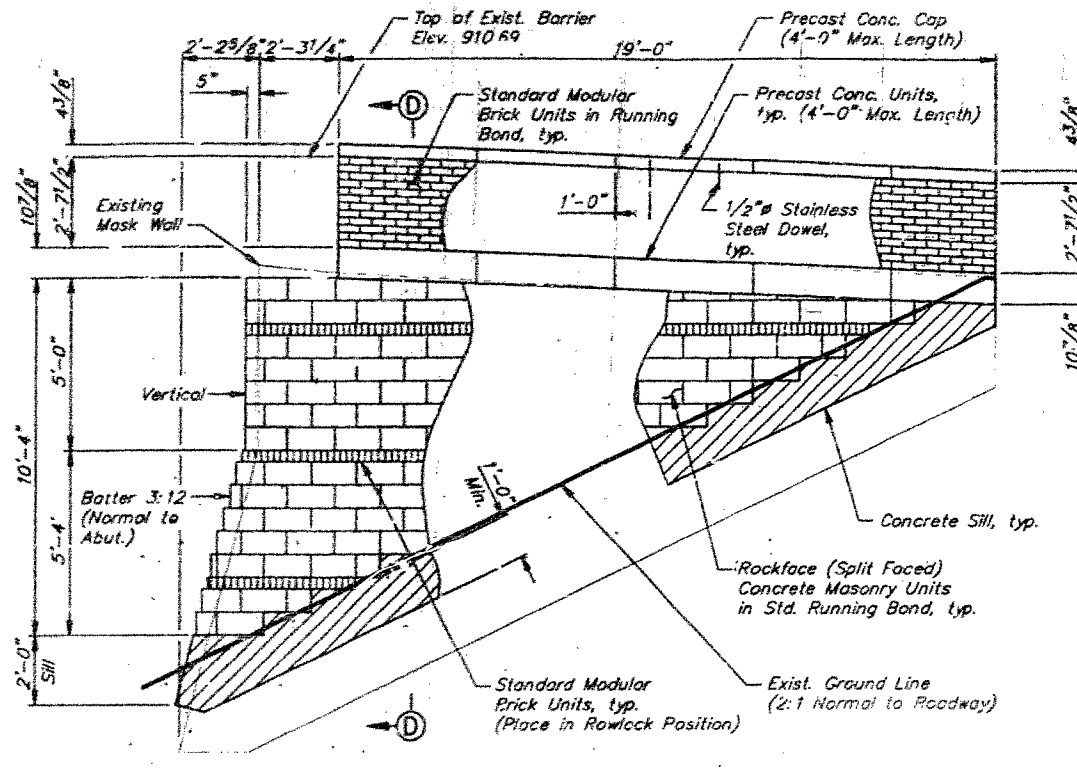 Top of Exist. Barrier
Elev. 910.69
Precast Conc. Cap
(4'-0" Max. Length)
2'-2 5/8"
2'-3 1/4"
19'-0"
5"
D
Standard Modular
Brick Units in Running
Bond, typ.
Precast Conc. Units,
typ. (4'-0" Max. Length)
4 3/8"
4 3/8"
10 7/8"
2'-7 1/2"
2'-7 1/2"
10 7/8"
Existing
Mask Wall
1'-0"
1/2"ø Stainless
Steel Dowel,
typ.
Vertical
5'-0"
10'-4"
Batter 3:12
(Normal to
Abut.)
5'-4"
1'-0"
Min.
Concrete Sill, typ.
Rockface (Split Faced)
Concrete Masonry Units
in Std. Running Bond, typ.
2'-0"
Sill
Standard Modular
Brick Units, typ.
(Place in Rowlock Position)
Exist. Ground Line
(2:1 Normal to Roadway)
D